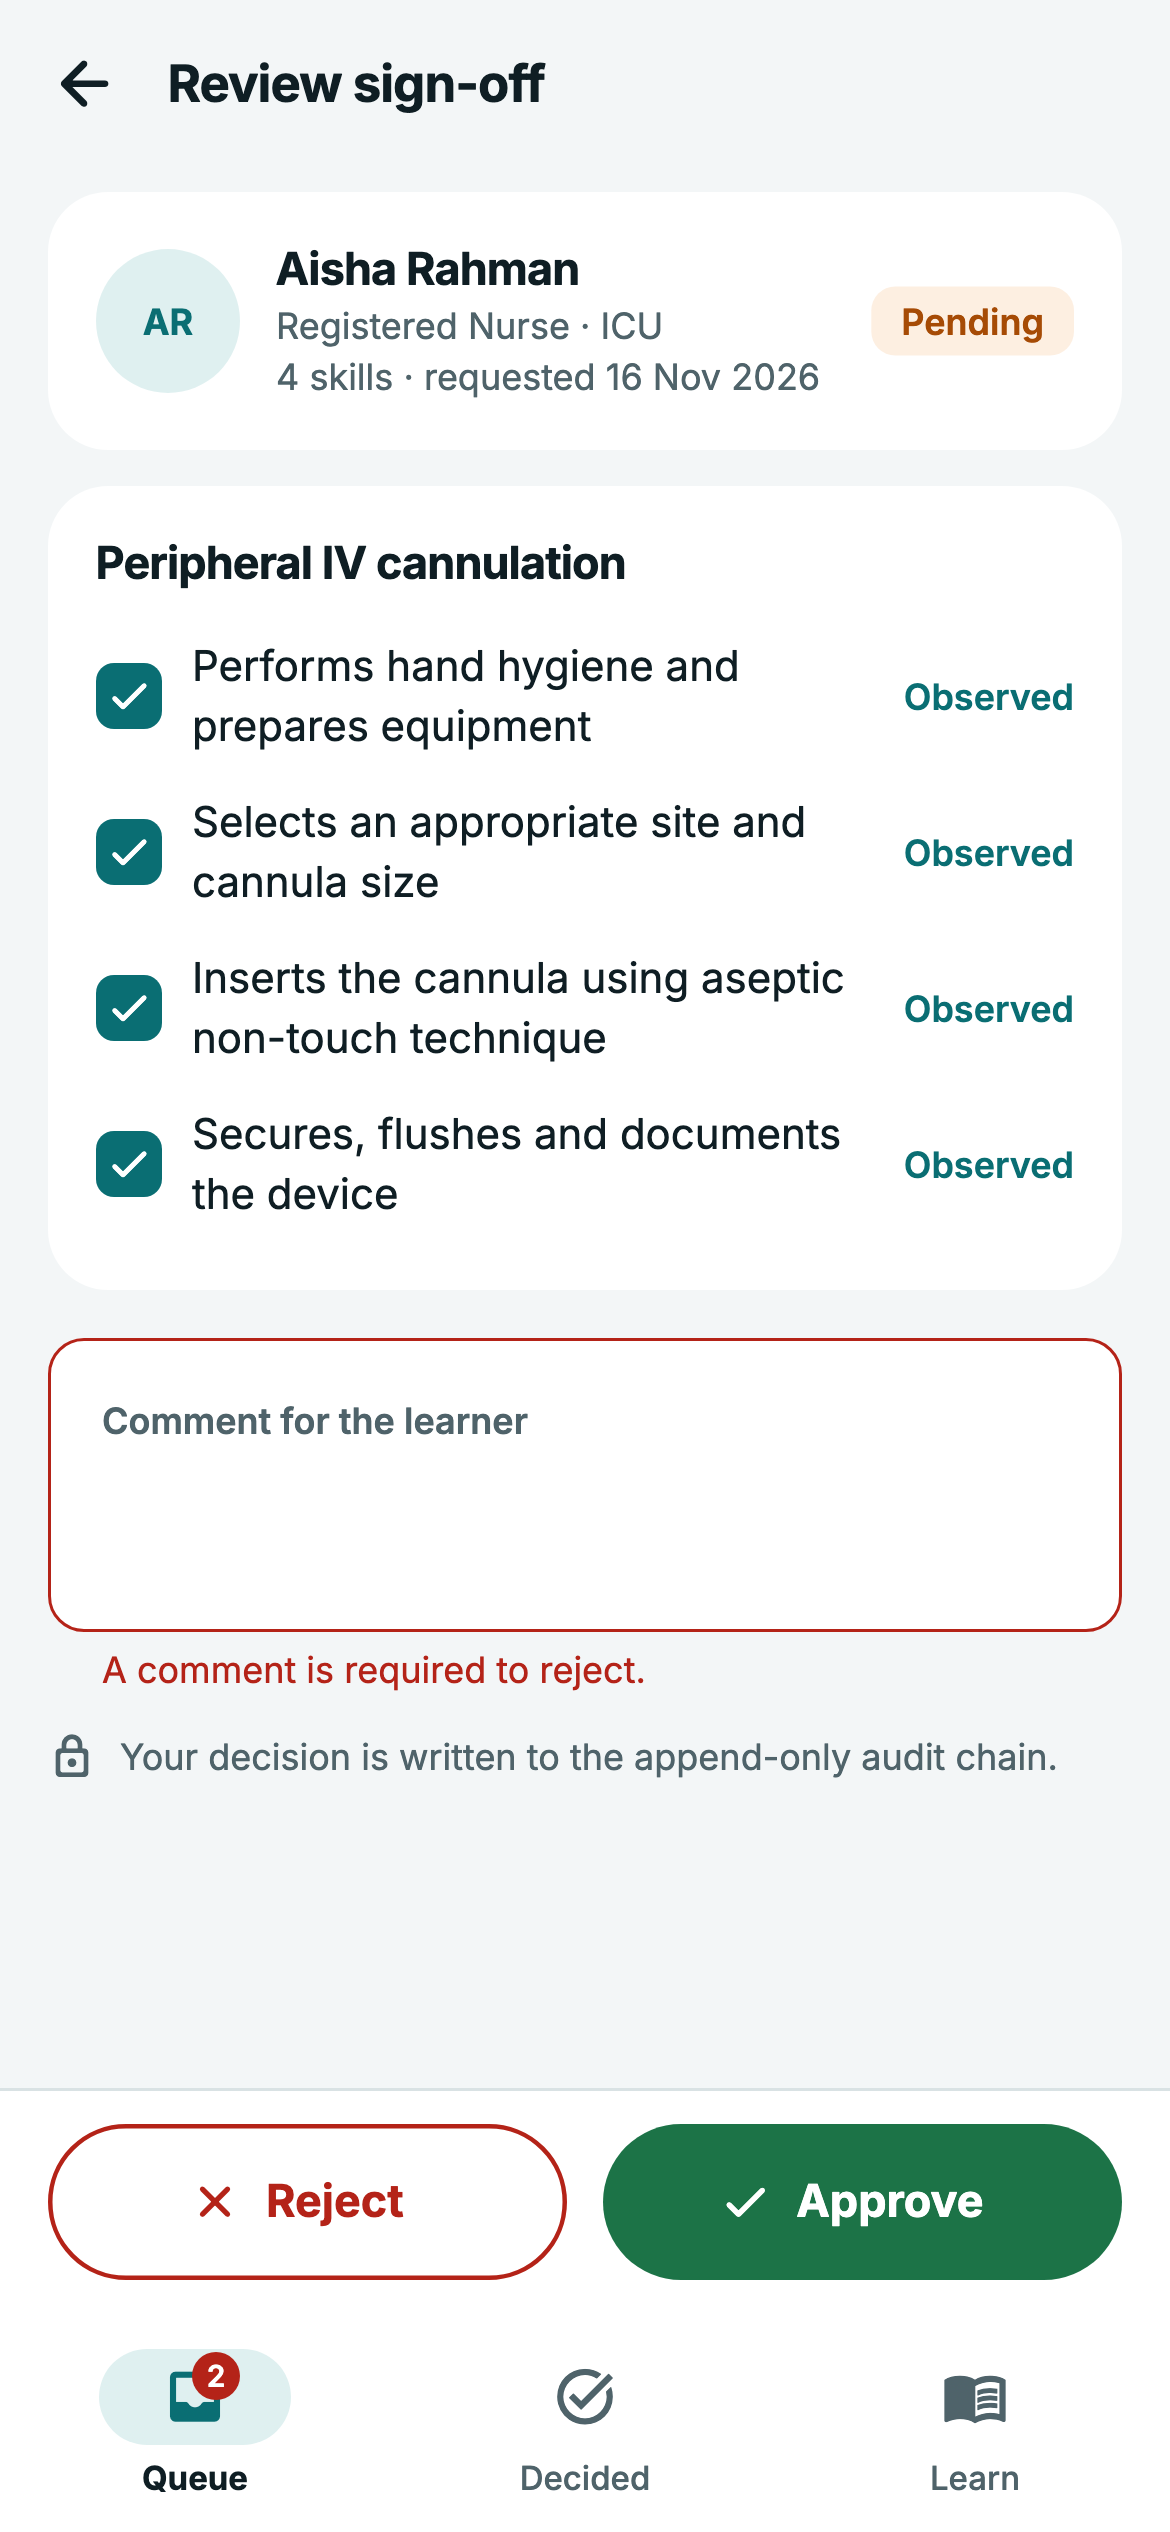 Review sign-off
AR
Aisha Rahman
Registered Nurse · ICU
4 skills · requested 16 Nov 2026
Pending
Peripheral IV cannulation
Performs hand hygiene and
prepares equipment
Observed
Selects an appropriate site and
cannula size
Observed
Inserts the cannula using aseptic
non-touch technique
Observed
Secures, flushes and documents
the device
Observed
Comment for the learner
A comment is required to reject.
Your decision is written to the append-only audit chain.
Reject
Approve
2
Queue
Decided
Learn